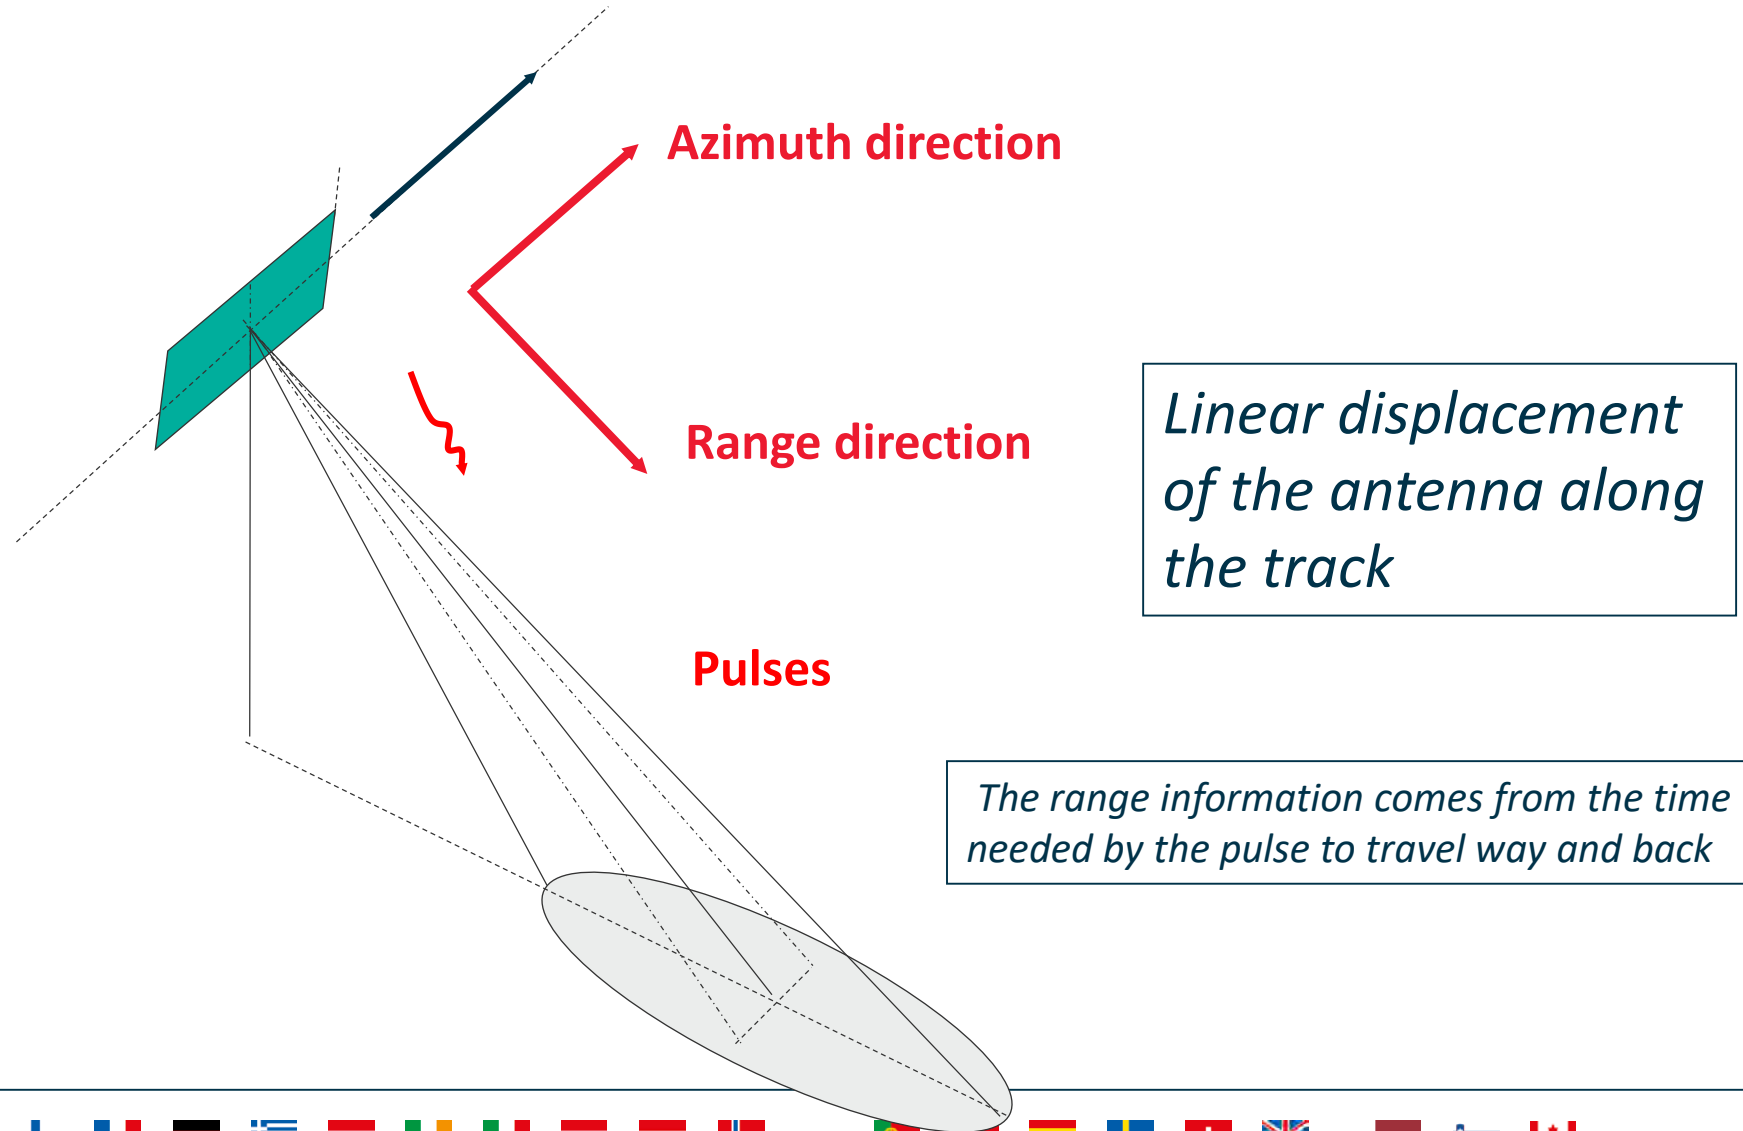 Azimuth direction
Range direction
Linear displacement
of the antenna along
the track
Pulses
The range information comes from the time
needed by the pulse to travel way and back